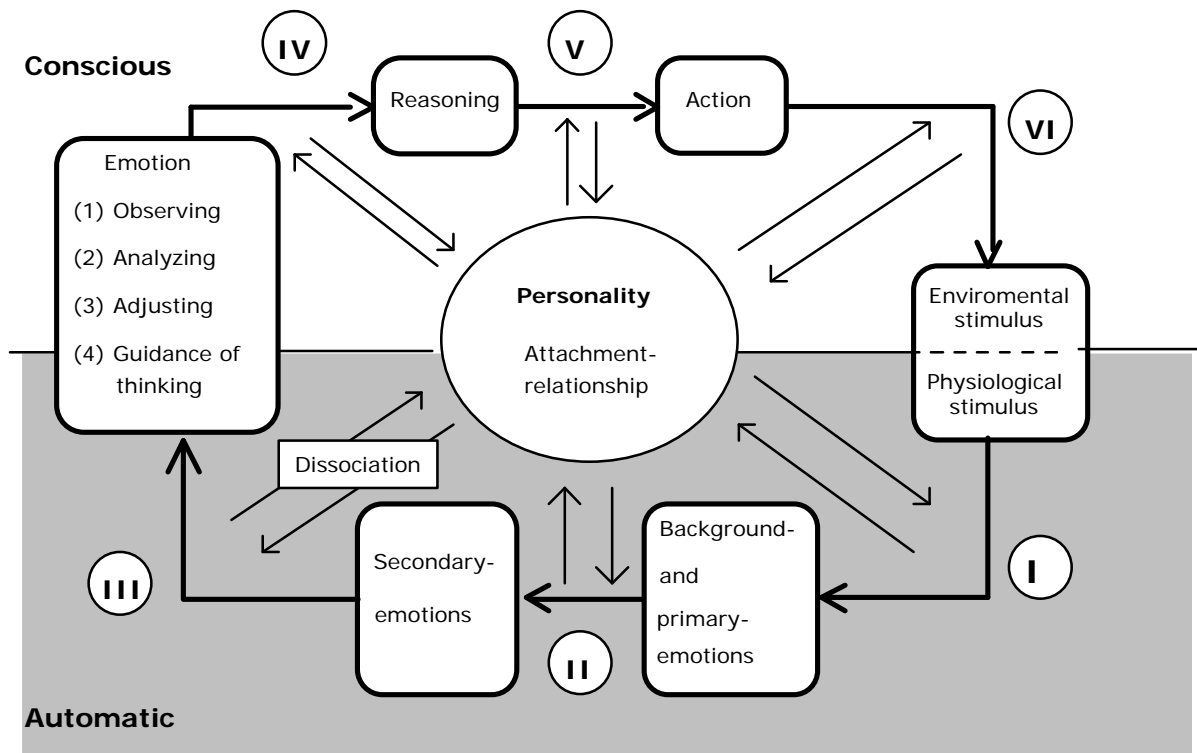 IV
V
Conscious
Reasoning
Action
VI
Emotion
(1) Observing
(2) Analyzing
(3) Adjusting
(4) Guidance of
thinking
Personality
Attachment-
relationship
Enviromental
stimulus
Physiological
stimulus
Dissociation
Secondary-
emotions
Background-
and
primary-
emotions
I
II
III
Automatic